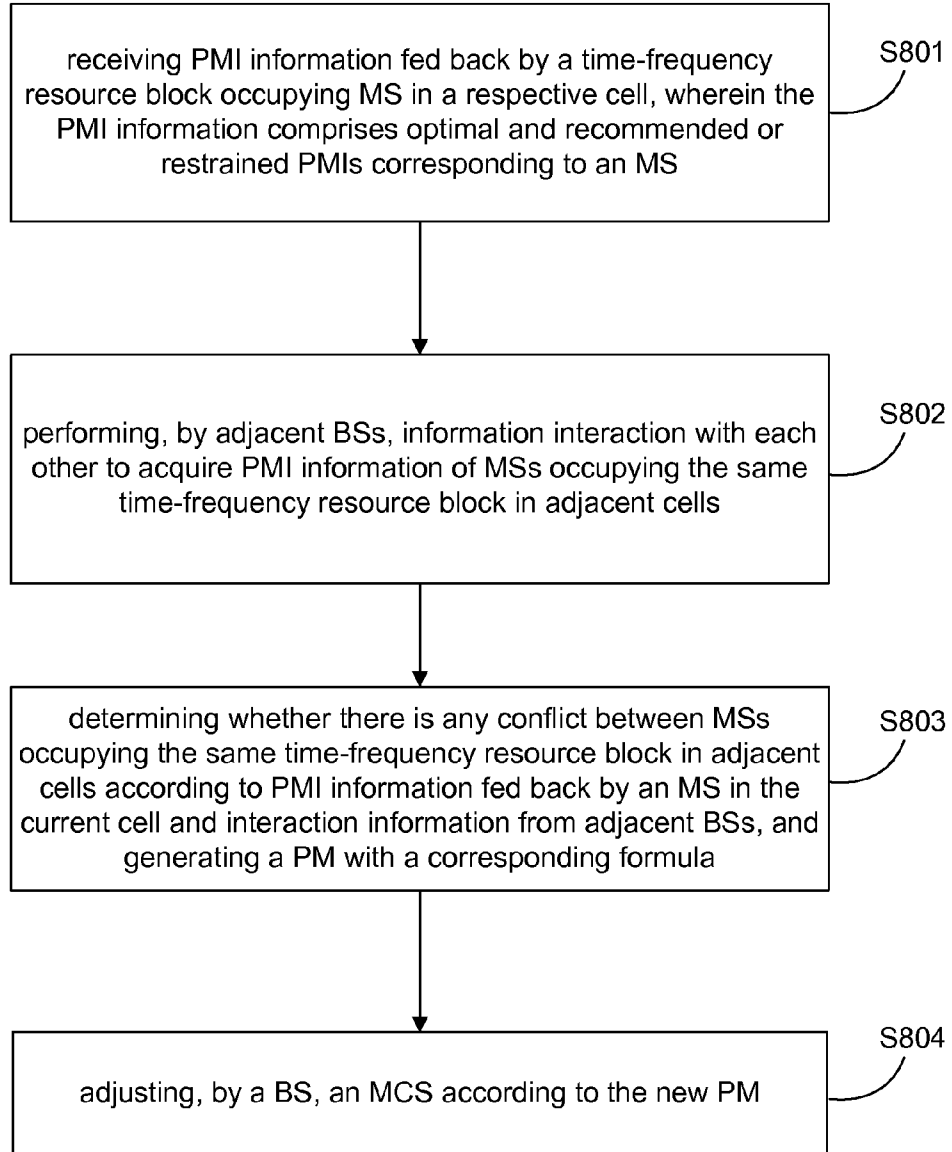 receiving PMI information fed back by a time-frequency
resource block occupying MS in a respective cell, wherein the
PMI information comprises optimal and recommended or
restrained PMIs corresponding to an MS
S801
performing, by adjacent BSs, information interaction with each
other to acquire PMI information of MSs occupying the same
time-frequency resource block in adjacent cells
S802
determining whether there is any conflict between MSs
occupying the same time-frequency resource block in adjacent
cells according to PMI information fed back by an MS in the
current cell and interaction information from adjacent BSs, and
generating a PM with a corresponding formula
S803
adjusting, by a BS, an MCS according to the new PM
S804